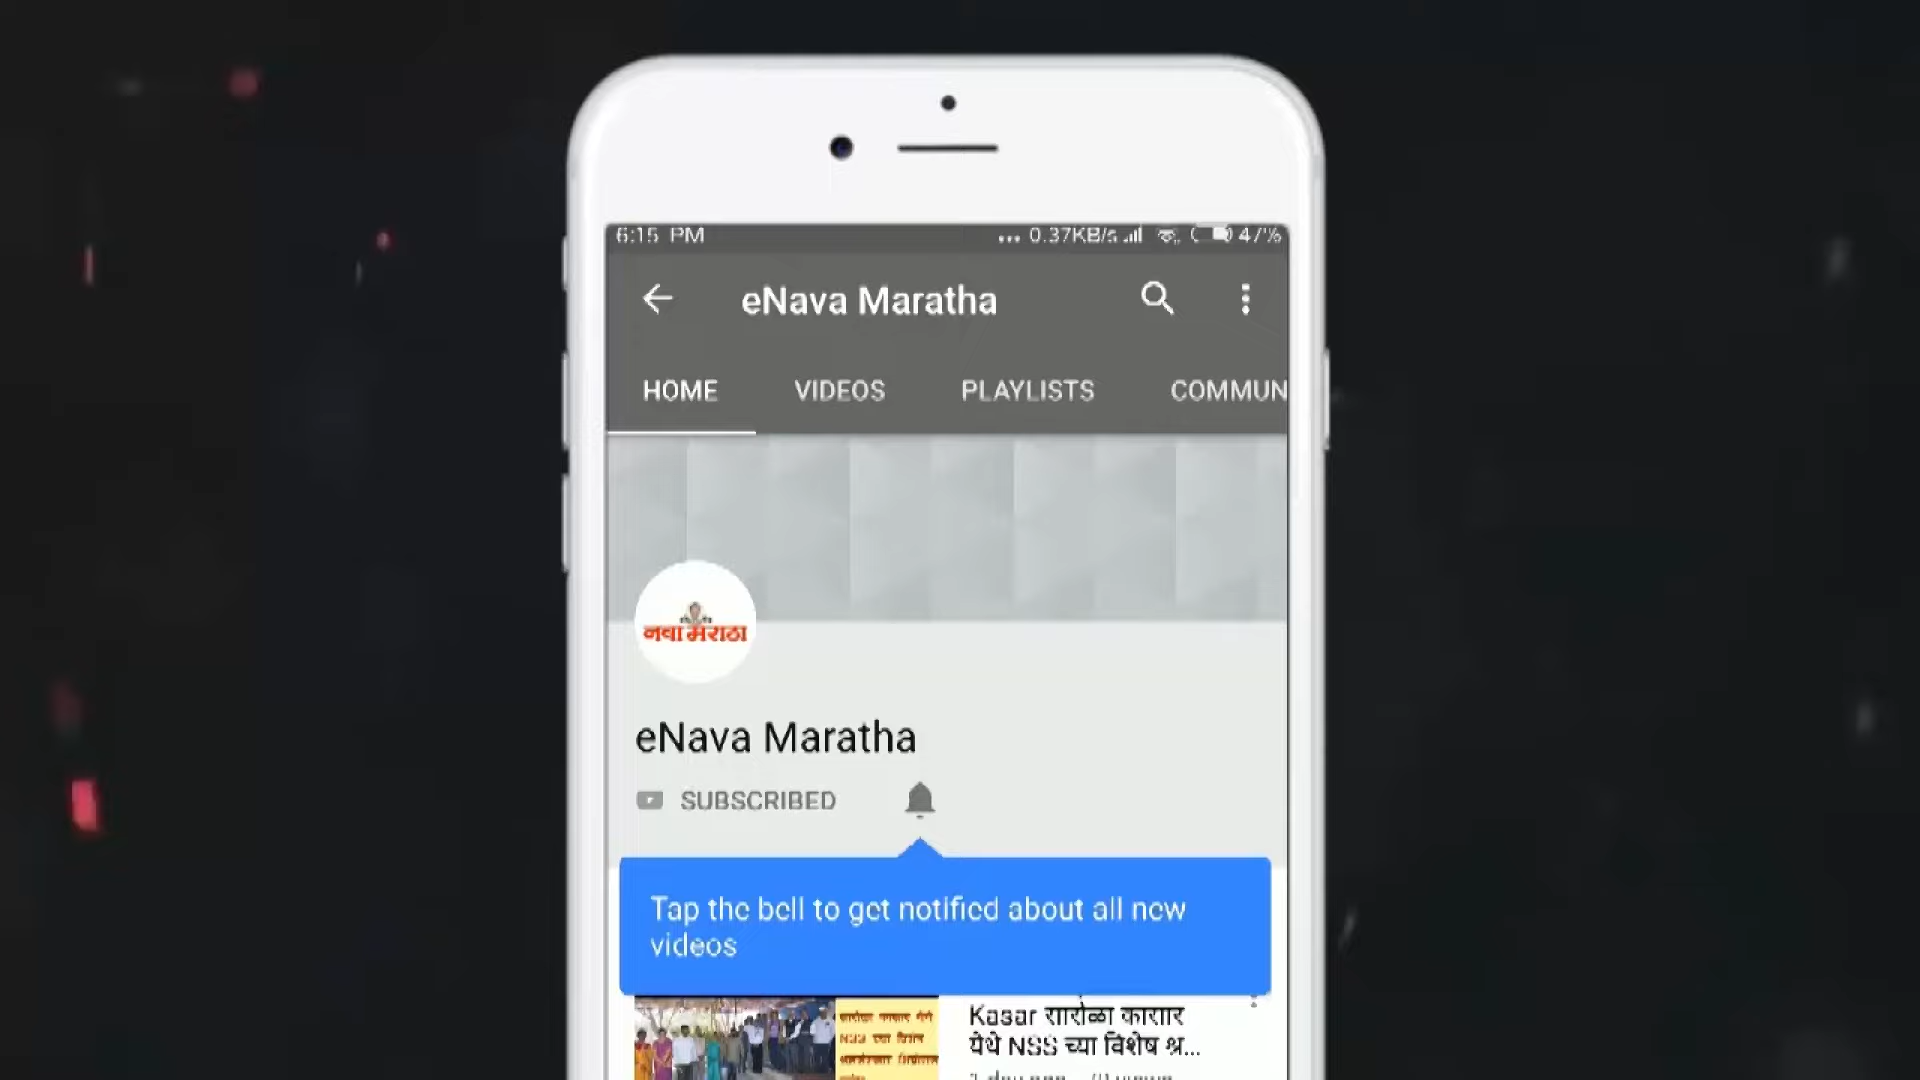 6:15 PM
... 0.37KB/s 47%
eNava Maratha
HOME VIDEOS PLAYLISTS COMMUN
नवा मराठा
eNava Maratha
SUBSCRIBED
Tap the bell to get notified about all new
videos
Kasar सारोळा कासार
येथे NSS च्या विशेष श्र...
NSS च्या